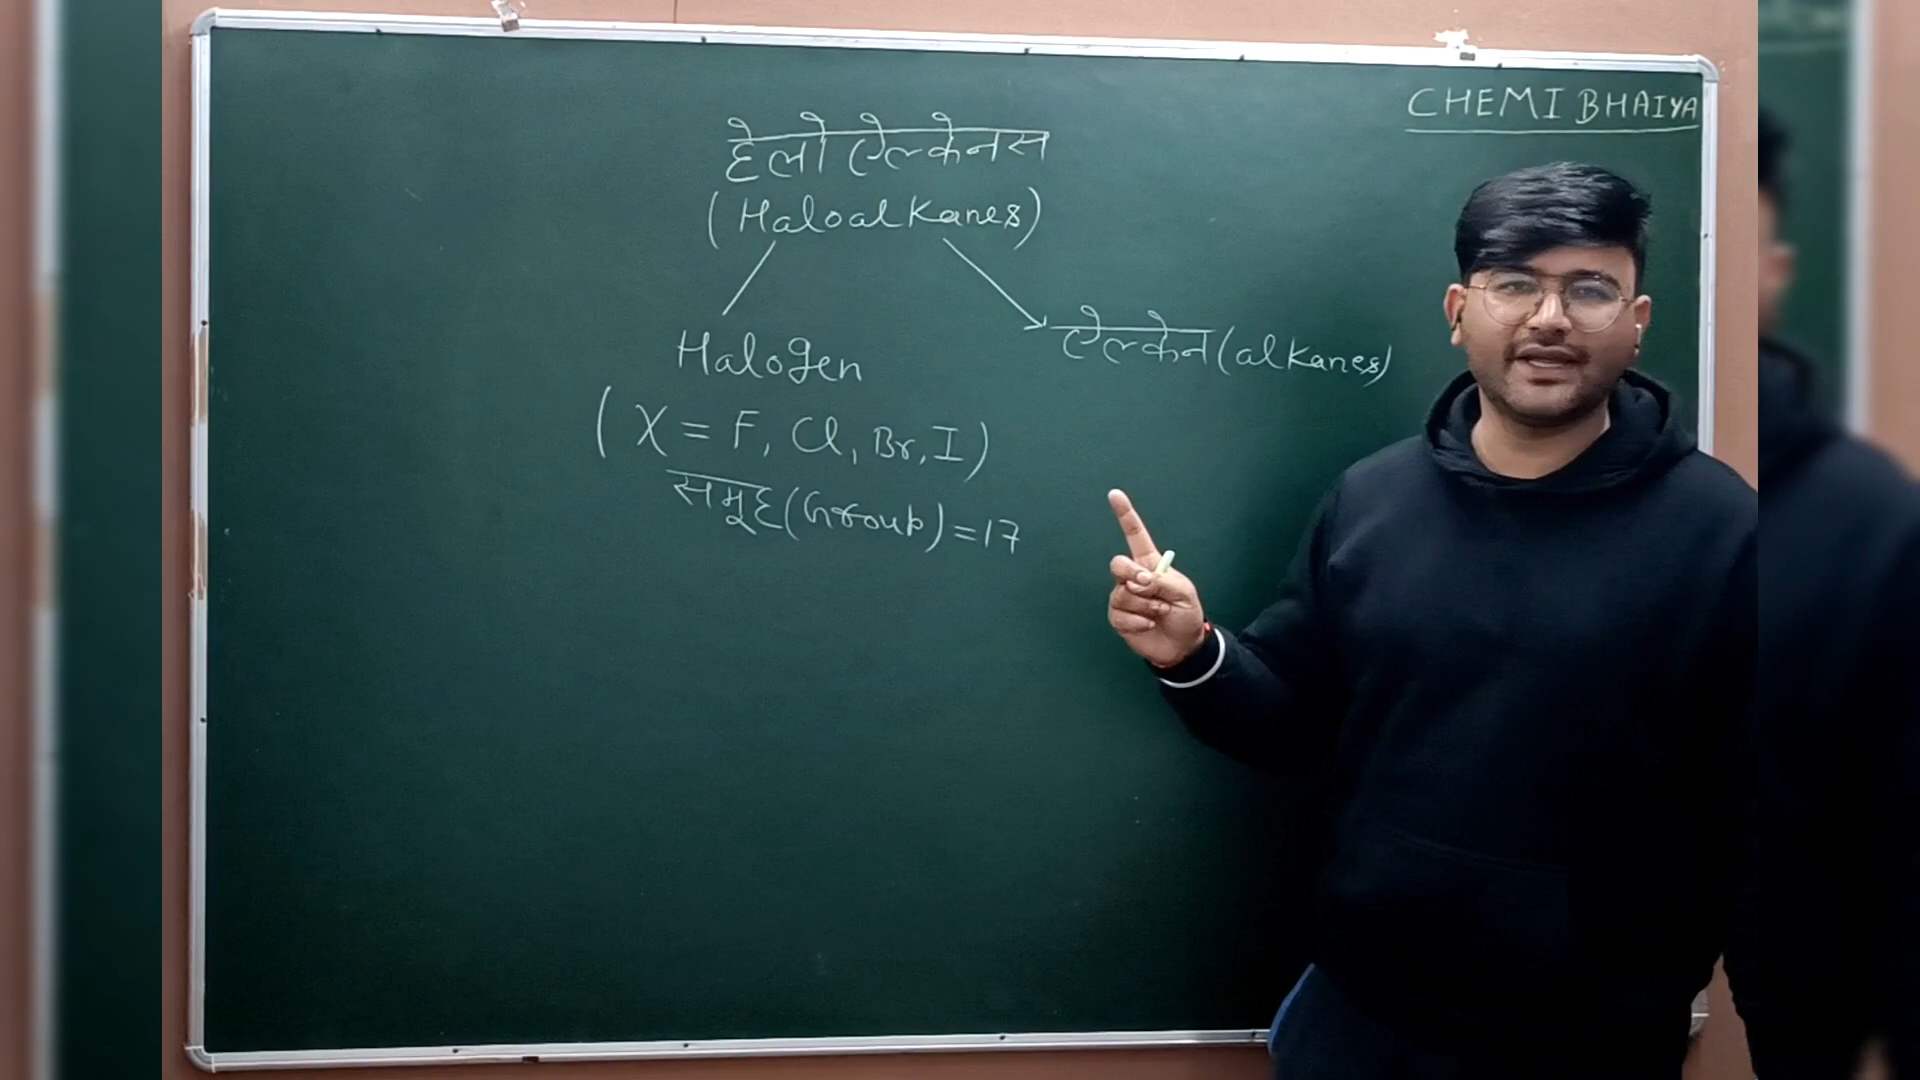 CHEMI BHAIYA
हेलो ऐल्केनस
(Haloalkanes)
Halogen
ऐल्केन (alkanes)
(X = F, Cl, Br, I)
समूह (Group) = 17